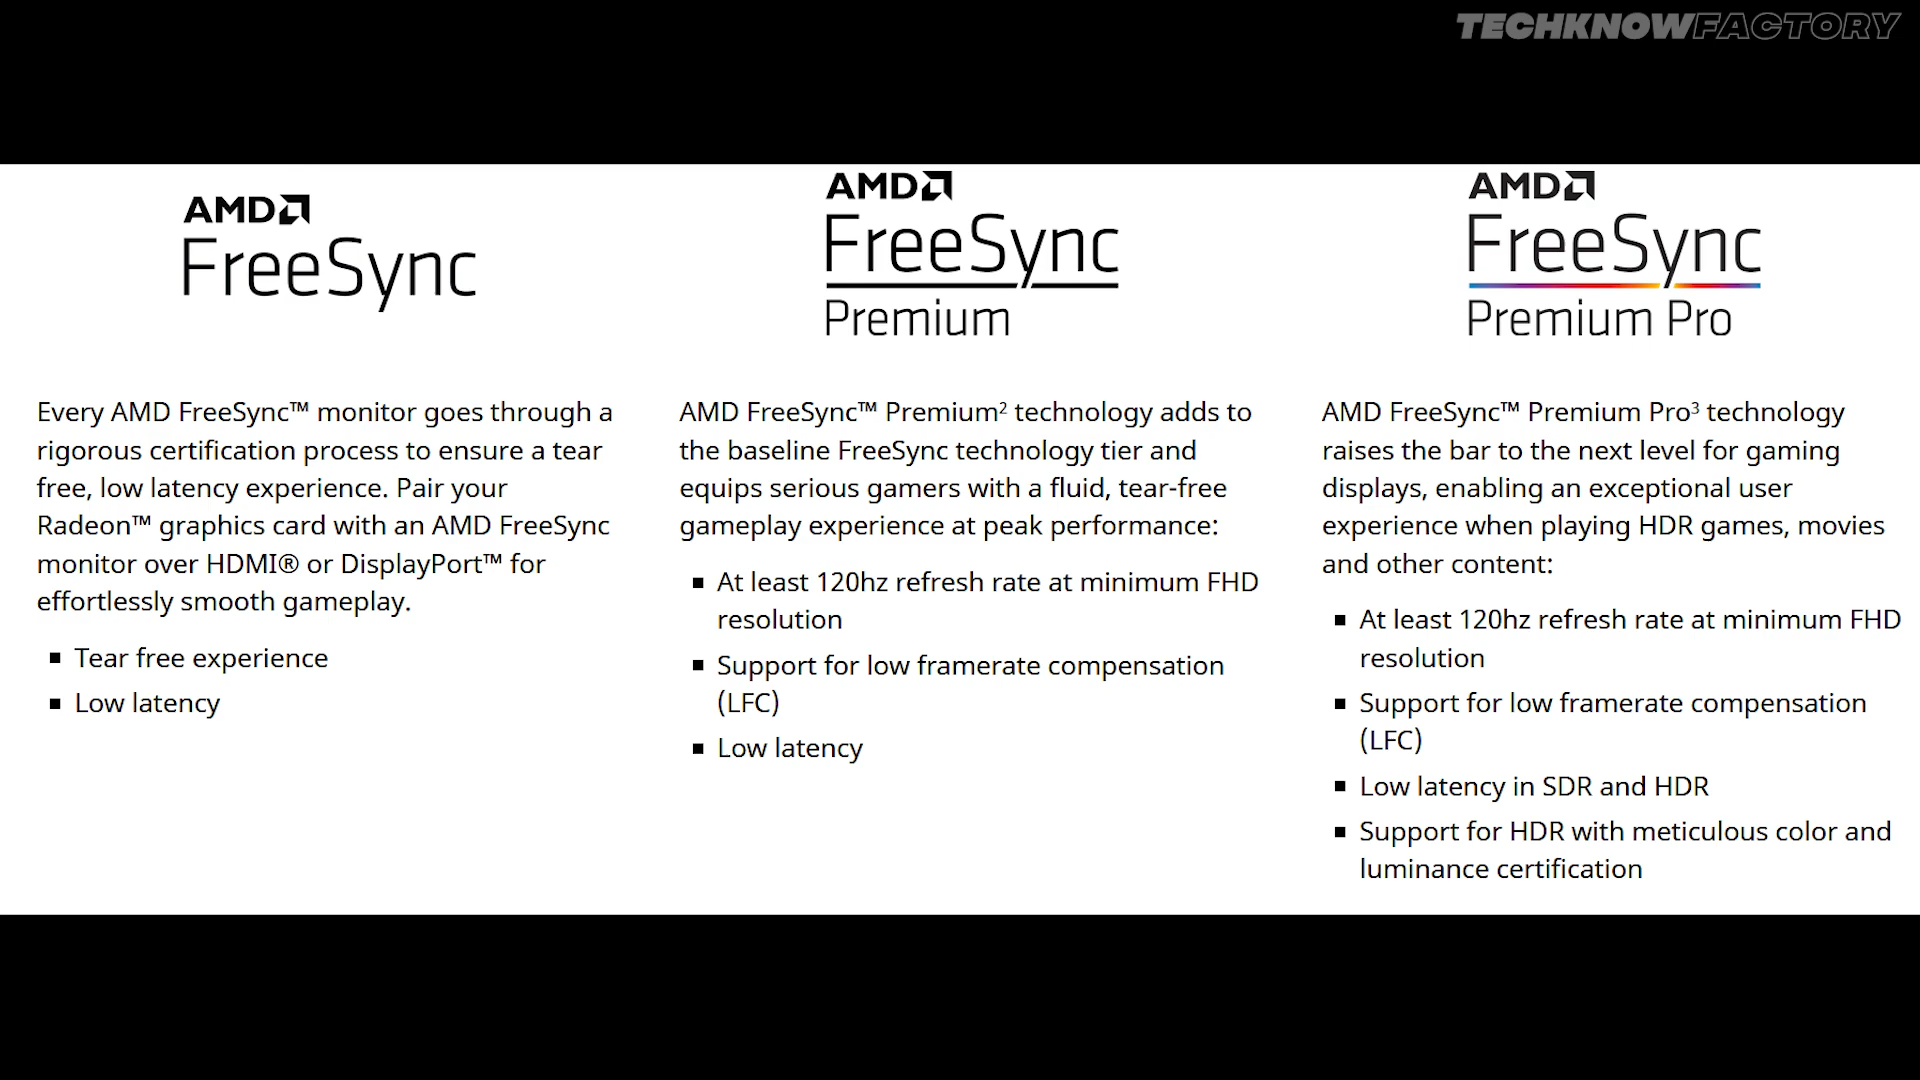 TECHKNOWFACTORY
AMD
FreeSync
Every AMD FreeSync™ monitor goes through a
rigorous certification process to ensure a tear
free, low latency experience. Pair your
Radeon™ graphics card with an AMD FreeSync
monitor over HDMI® or DisplayPort™ for
effortlessly smooth gameplay.
▪ Tear free experience
▪ Low latency
AMD
FreeSync
Premium
AMD FreeSync™ Premium² technology adds to
the baseline FreeSync technology tier and
equips serious gamers with a fluid, tear-free
gameplay experience at peak performance:
▪ At least 120hz refresh rate at minimum FHD
resolution
▪ Support for low framerate compensation
(LFC)
▪ Low latency
AMD
FreeSync
Premium Pro
AMD FreeSync™ Premium Pro³ technology
raises the bar to the next level for gaming
displays, enabling an exceptional user
experience when playing HDR games, movies
and other content:
▪ At least 120hz refresh rate at minimum FHD
resolution
▪ Support for low framerate compensation
(LFC)
▪ Low latency in SDR and HDR
▪ Support for HDR with meticulous color and
luminance certification